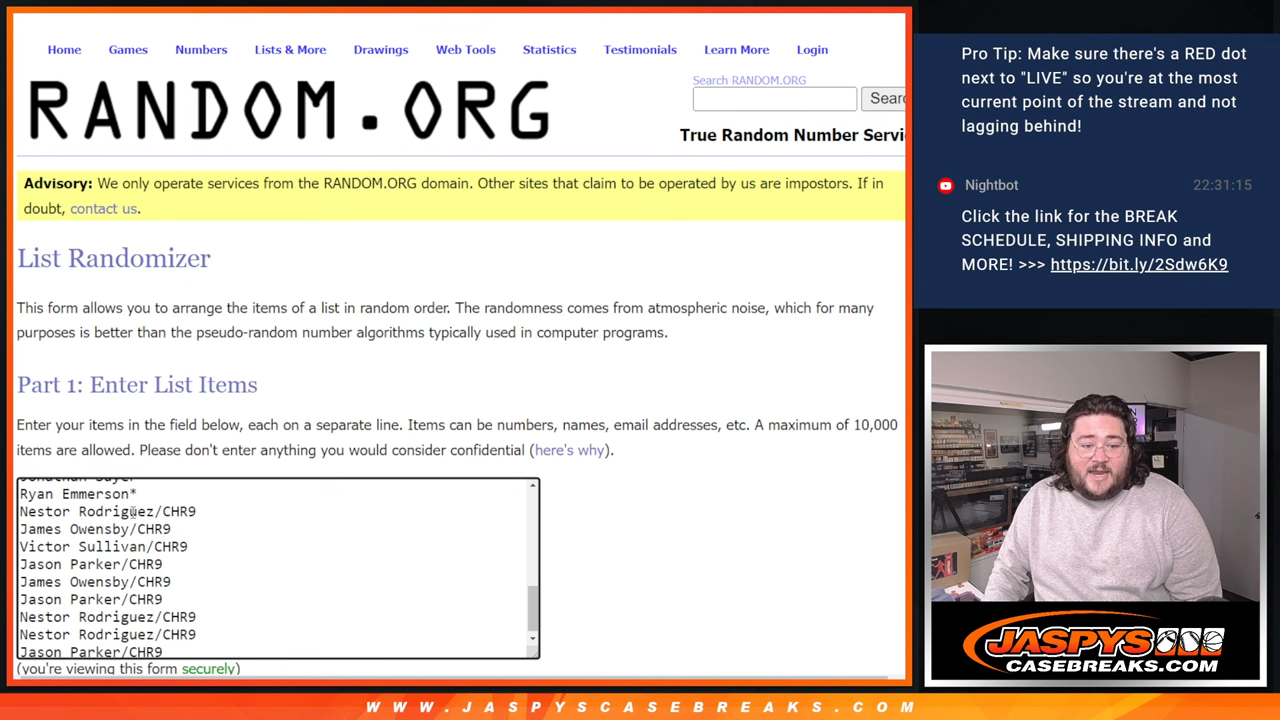 Home Games Numbers Lists & More Drawings Web Tools Statistics Testimonials Learn More Login
RANDOM.ORG
Search RANDOM.ORG
Sear
True Random Number Servi
Advisory: We only operate services from the RANDOM.ORG domain. Other sites that claim to be operated by us are impostors. If in
doubt, contact us.
List Randomizer
This form allows you to arrange the items of a list in random order. The randomness comes from atmospheric noise, which for many
purposes is better than the pseudo-random number algorithms typically used in computer programs.
Part 1: Enter List Items
Enter your items in the field below, each on a separate line. Items can be numbers, names, email addresses, etc. A maximum of 10,000
items are allowed. Please don't enter anything you would consider confidential (here's why).
Jonathan Sayer
Ryan Emmerson*
Nestor Rodriguez/CHR9
James Owensby/CHR9
Victor Sullivan/CHR9
Jason Parker/CHR9
James Owensby/CHR9
Jason Parker/CHR9
Nestor Rodriguez/CHR9
Nestor Rodriguez/CHR9
Jason Parker/CHR9
(you're viewing this form securely)
Pro Tip: Make sure there's a RED dot
next to "LIVE" so you're at the most
current point of the stream and not
lagging behind!
Nightbot 22:31:15
Click the link for the BREAK
SCHEDULE, SHIPPING INFO and
MORE! >>> https://bit.ly/2Sdw6K9
JASPYS
CASEBREAKS.COM
WWW.JASPYSCASEBREAKS.COM